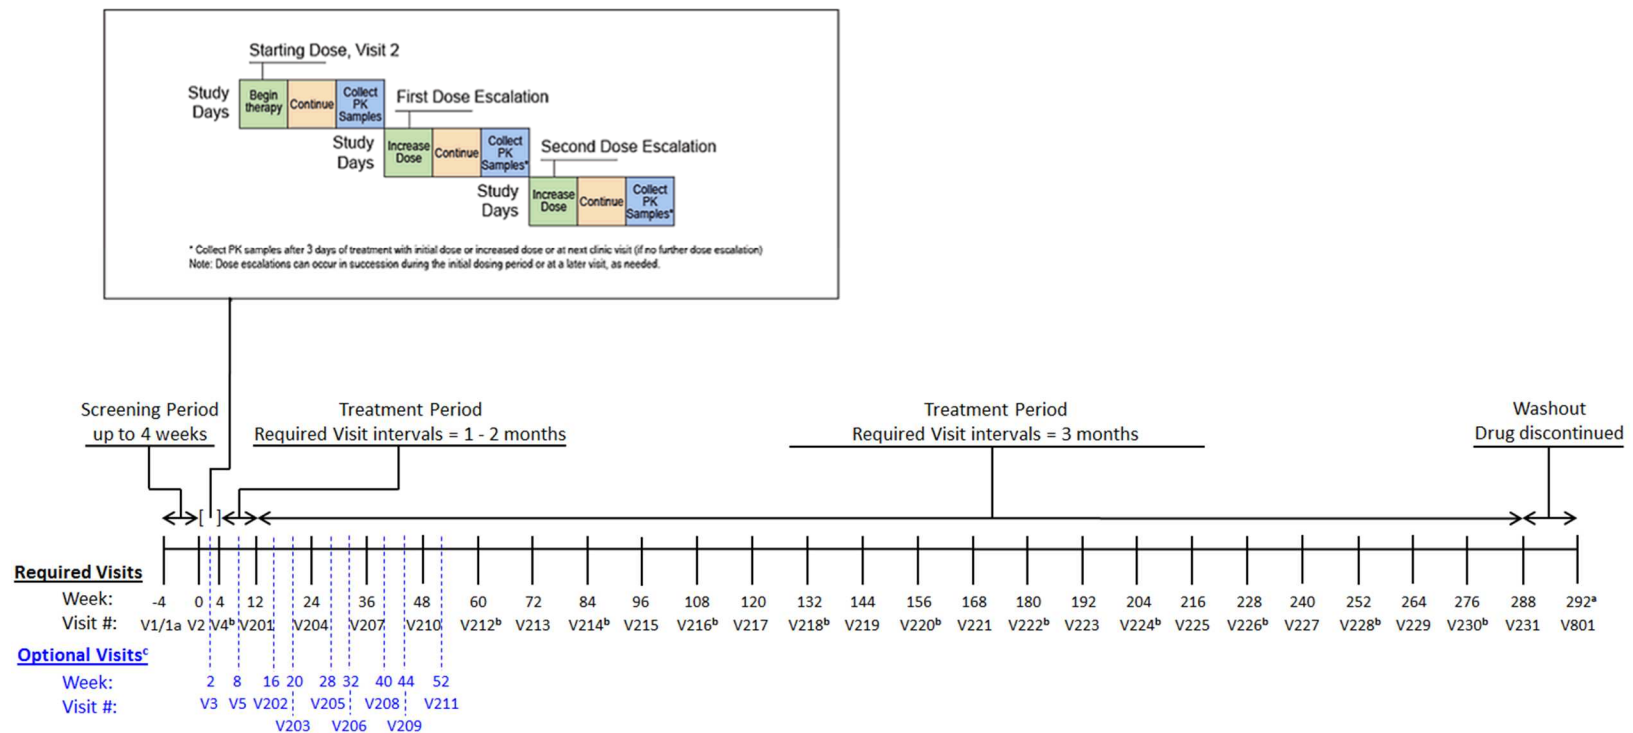 Starting Dose, Visit 2
Study Days
Begin therapy
Continue
Collect PK Samples
First Dose Escalation
Study Days
Increase Dose
Continue
Collect PK Samples*
Second Dose Escalation
Study Days
Increase Dose
Continue
Collect PK Samples*
* Collect PK samples after 3 days of treatment with initial dose or increased dose or at next clinic visit (if no further dose escalation)
Note: Dose escalations can occur in succession during the initial dosing period or at a later visit, as needed.
Screening Period
up to 4 weeks
Treatment Period
Required Visit intervals = 1 - 2 months
Treatment Period
Required Visit intervals = 3 months
Washout
Drug discontinued
[ ]
Required Visits
Week: -4 0 4 12 24 36 48 60 72 84 96 108 120 132 144 156 168 180 192 204 216 228 240 252 264 276 288 292ᵃ
Visit #: V1/1a V2 V4ᵇ V201 V204 V207 V210 V212ᵇ V213 V214ᵇ V215 V216ᵇ V217 V218ᵇ V219 V220ᵇ V221 V222ᵇ V223 V224ᵇ V225 V226ᵇ V227 V228ᵇ V229 V230ᵇ V231 V801
Optional Visitsᶜ
Week: 2 8 16 20 28 32 40 44 52
Visit #: V3 V5 V202 V205 V208 V211
V203 V206 V209